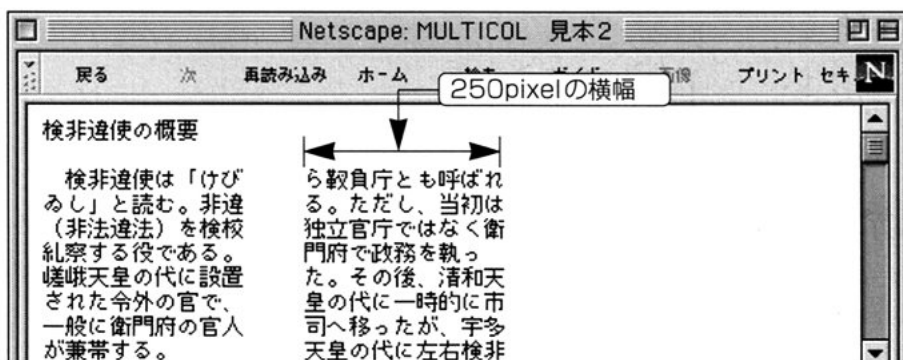 Netscape: MULTICOL 見本2
戻る 次 再読み込み ホーム プリント セキ N
250pixelの横幅
検非違使の概要
検非違使は「けび
ゐし」と読む。非違
（非法違法）を検校
糺察する役である。
嵯峨天皇の代に設置
された令外の官で、
一般に衛門府の官人
が兼帯する。
ら靫負庁とも呼ばれ
る。ただし、当初は
独立官庁ではなく衛
門府で政務を執っ
た。その後、清和天
皇の代に一時的に市
司へ移ったが、宇多
天皇の代に左右検非